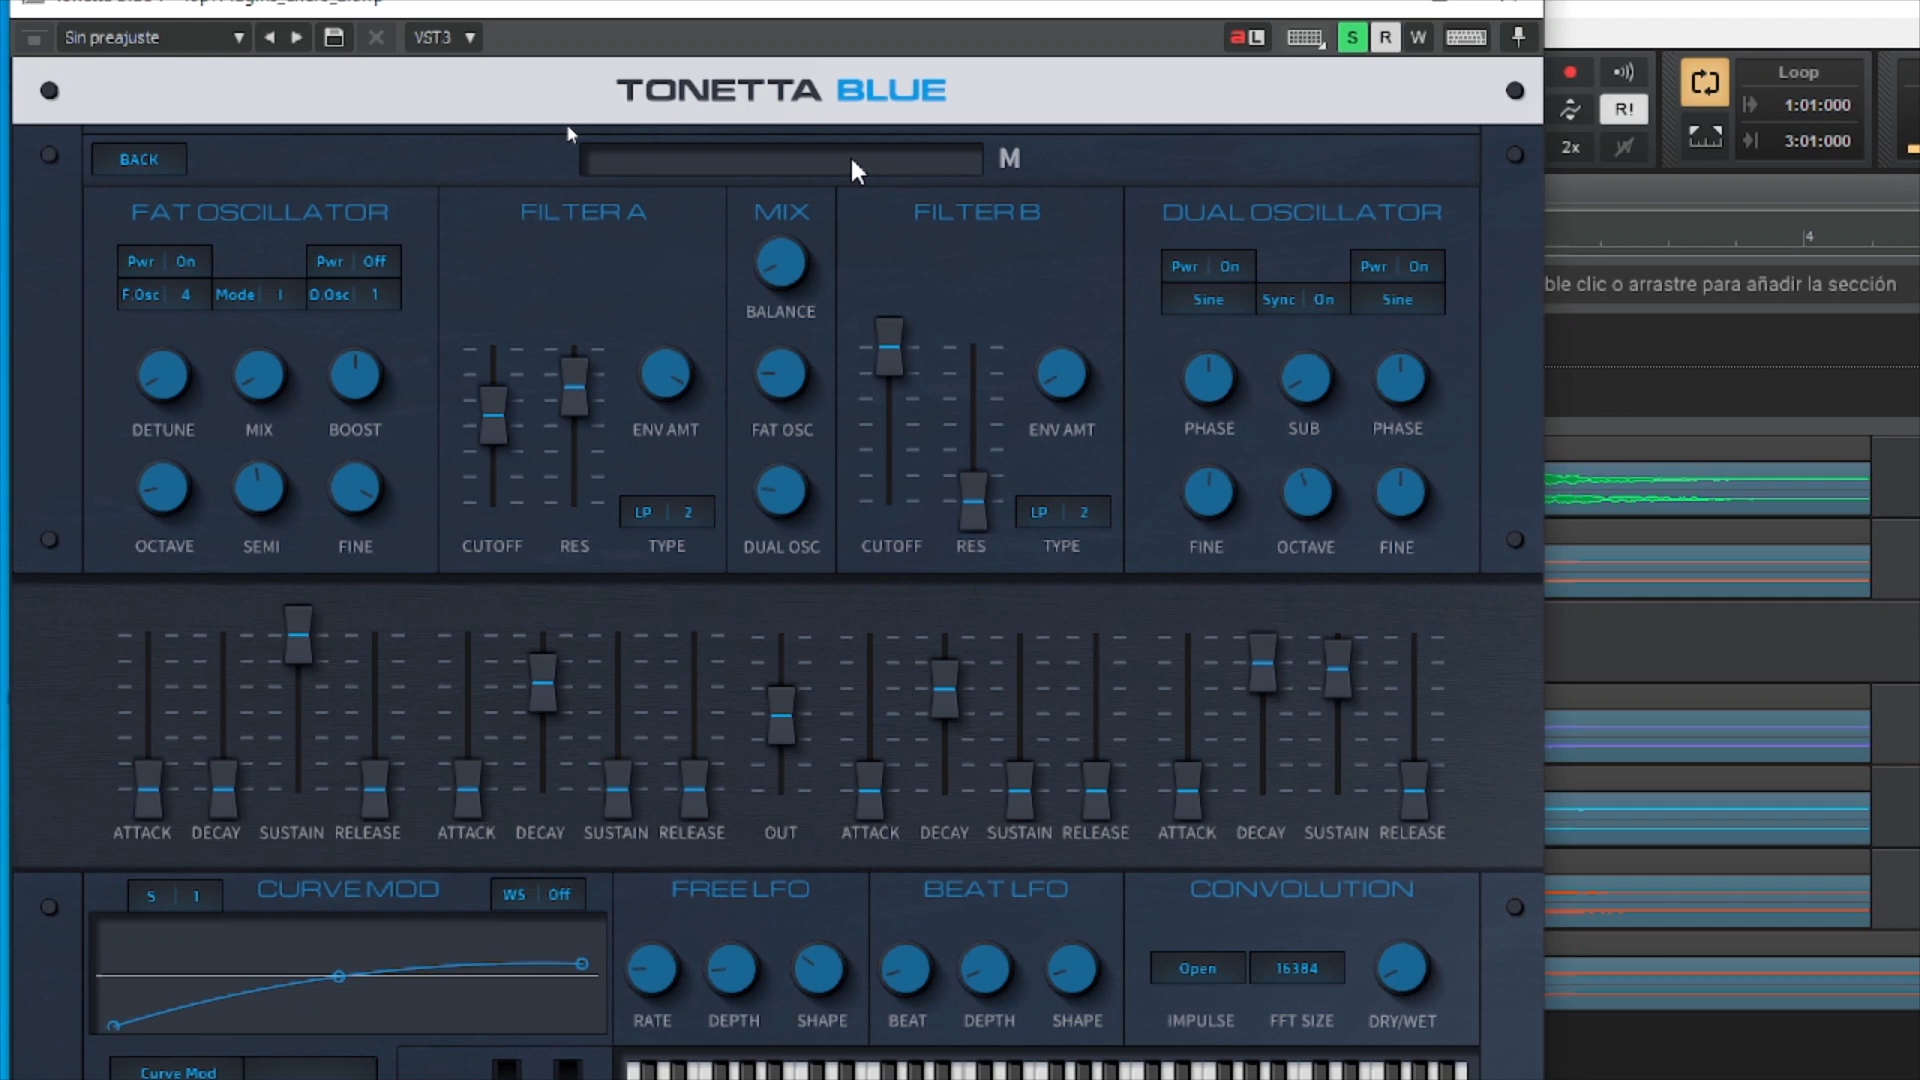 Sin preajuste
VST3
S R W
TONETTA BLUE
Loop
1:01:000
R!
3:01:000
2x
BACK
M
FAT OSCILLATOR
FILTER A
MIX
FILTER B
DUAL OSCILLATOR
4
Pwr On
Pwr Off
Pwr On
Pwr On
F.Osc 4
Mode I
D.Osc 1
Sine
Sync On
Sine
ble clic o arrastre para añadir la sección
BALANCE
DETUNE
MIX
BOOST
ENV AMT
FAT OSC
ENV AMT
PHASE
SUB
PHASE
LP 2
LP 2
OCTAVE
SEMI
FINE
CUTOFF
RES
TYPE
DUAL OSC
CUTOFF
RES
TYPE
FINE
OCTAVE
FINE
ATTACK DECAY SUSTAIN RELEASE
ATTACK DECAY SUSTAIN RELEASE
OUT
ATTACK DECAY SUSTAIN RELEASE
ATTACK DECAY SUSTAIN RELEASE
S 1
CURVE MOD
WS Off
FREE LFO
BEAT LFO
CONVOLUTION
Open
16384
RATE
DEPTH
SHAPE
BEAT
DEPTH
SHAPE
IMPULSE
FFT SIZE
DRY/WET
Curve Mod